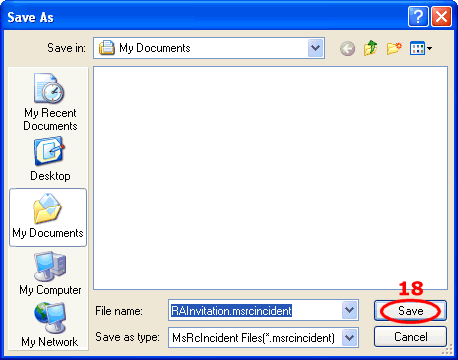 Save As
Save in:
My Documents
My Recent
Documents
Desktop
My Documents
My Computer
My Network
File name:
RAInvitation.msrcincident
18
Save
Save as type:
MsRcIncident Files(*.msrcincident)
Cancel